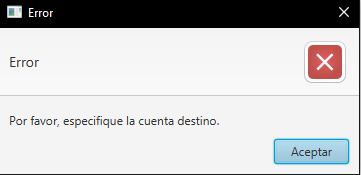 Error
Error
Por favor, especifique la cuenta destino.
Aceptar